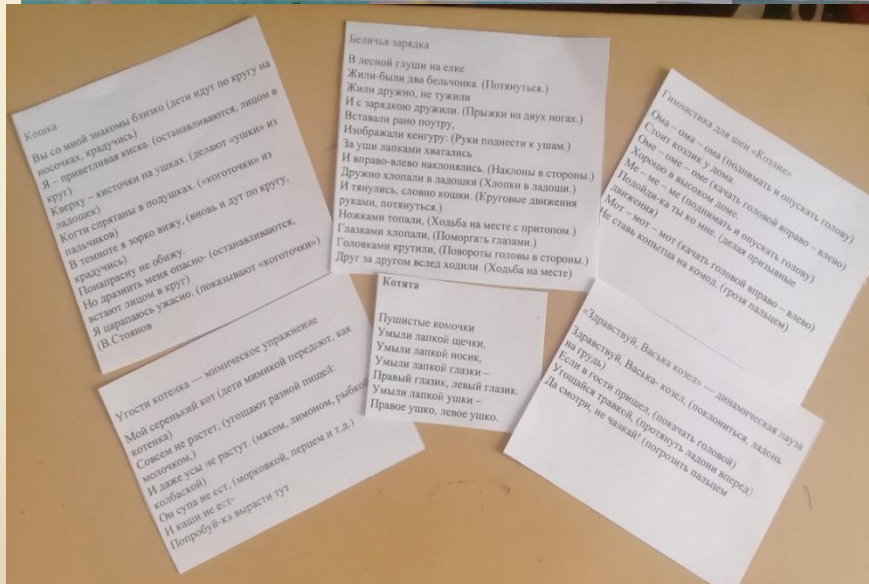 Кошка
Вы со мной знакомы близко (дети идут по кругу на
носочках, крадучись)
Я – приветливая киска. (останавливаются, лицом в
круг)
Кверху – кисточки на ушках, (делают «ушки» из
ладошек)
Когти спрятаны в подушках. («коготочки» из
пальчиков)
В темноте я зорко вижу, (вновь и дут по кругу,
крадучись)
Понапрасну не обижу.
Но дразнить меня опасно- (останавливаются,
встают лицом в круг)
Я царапаюсь ужасно. (показывают «коготочки»)
(В.Стоянов
Беличья зарядка
В лесной глуши на елке
Жили-были два бельчонка. (Потянуться.)
Жили дружно, не тужили
И с зарядкою дружили. (Прыжки на двух ногах.)
Вставали рано поутру,
Изображали кенгуру: (Руки поднести к ушам.)
За уши лапками хватались
И вправо-влево наклонялись. (Наклоны в стороны.)
Дружно хлопали в ладошки (Хлопки в ладоши.)
И тянулись, словно кошки. (Круговые движения
руками, потянуться.)
Ножками топали, (Ходьба на месте с притопом.)
Глазками хлопали, (Поморгать глазами.)
Головками крутили, (Повороты головы в стороны.)
Друг за другом вслед ходили. (Ходьба на месте)
Гимнастика для шеи «Козлик»
Ома – ома – ома (поднимать и опускать голову)
Стоит козлик у дома.
Оме – оме – оме (качать головой вправо – влево)
Хорошо в высоком доме.
Ме – ме – ме (поднимать и опускать голову)
Подойди-ка ты ко мне. (делая призывные
движения)
Мот – мот – мот (качать головой вправо – влево)
Не ставь копытца на комод. (грозя пальцем)
Угости котенка — мимическое упражнение
Мой серенький кот (дети мимикой передают, как
котенка)
Совсем не растет, (угощают разной пищей:
молочком,)
И даже усы не растут. (мясом, лимоном, рыбкой
колбаской)
Он супа не ест, (морковкой, перцем и т.д.)
И каши не ест-
Попробуй-ка вырасти тут
Котята
Пушистые комочки
Умыли лапкой щечки,
Умыли лапкой носик,
Умыли лапкой глазки –
Правый глазик, левый глазик.
Умыли лапкой ушки –
Правое ушко, левое ушко.
«Здравствуй, Васька козел» – динамическая пауза
Здравствуй, Васька- козел, (поклониться, ладонь
на грудь)
Если в гости пришел, (покачать головой)
Угощайся травкой, (протянуть ладони вперед)
Да смотри, не чавкай! (погрозить пальцем